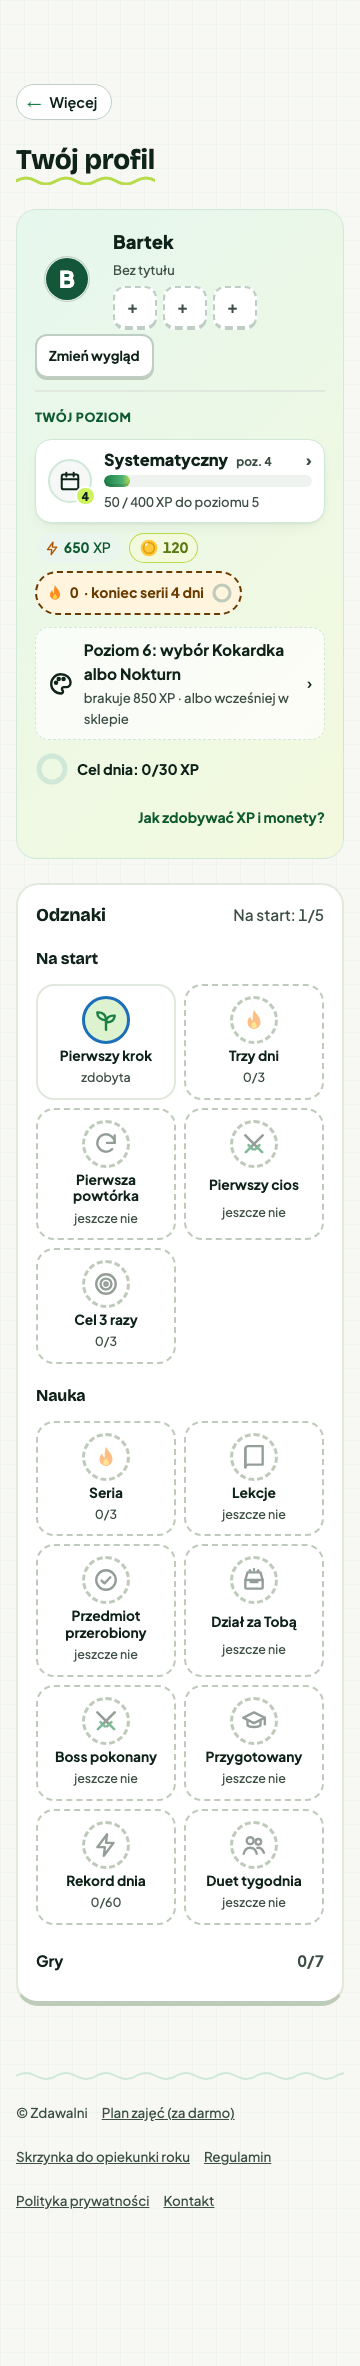 ← Więcej
Twój profil
B
Bartek
Bez tytułu
+ + +
Zmień wygląd
TWÓJ POZIOM
4
Systematyczny poz. 4 ›
50 / 400 XP do poziomu 5
650 XP 120
0 · koniec serii 4 dni
Poziom 6: wybór Kokardka
albo Nokturn
brakuje 850 XP · albo wcześniej w
sklepie
›
Cel dnia: 0/30 XP
Jak zdobywać XP i monety?
Odznaki Na start: 1/5
Na start
Pierwszy krok
zdobyta
Trzy dni
0/3
Pierwsza
powtórka
jeszcze nie
Pierwszy cios
jeszcze nie
Cel 3 razy
0/3
Nauka
Seria
0/3
Lekcje
jeszcze nie
Przedmiot
przerobiony
jeszcze nie
Dział za Tobą
jeszcze nie
Boss pokonany
jeszcze nie
Przygotowany
jeszcze nie
Rekord dnia
0/60
Duet tygodnia
jeszcze nie
Gry 0/7
© Zdawalni Plan zajęć (za darmo)
Skrzynka do opiekunki roku Regulamin
Polityka prywatności Kontakt